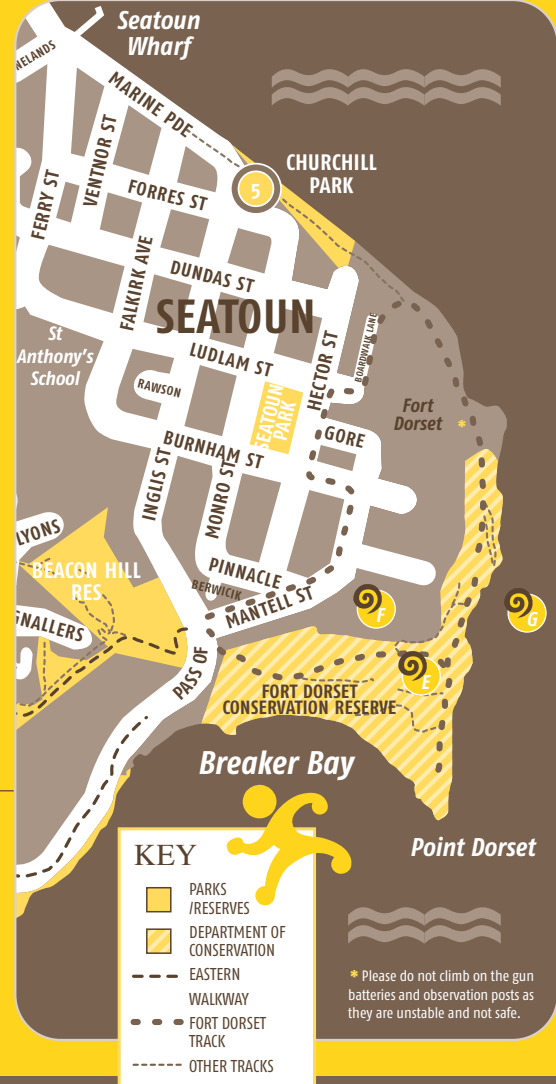 Seatoun
Wharf
NELANDS
MARINE PDE
VENTNOR ST
FERRY ST
FORRES ST
5
CHURCHILL
PARK
FALKIRK AVE
DUNDAS ST
SEATOUN
St
Anthony's
School
LUDLAM ST
HECTOR ST
BOARDWALK LANE
RAWSON
SEATOUN
PARK
Fort
Dorset *
GORE
BURNHAM ST
INGLIS ST
MONRO ST
LYONS
BEACON HILL
RES
PINNACLE
BERWICIK
MANTELL ST
F
G
GNALLERS
PASS OF
E
FORT DORSET
CONSERVATION RESERVE
Breaker Bay
Point Dorset
KEY
PARKS
/RESERVES
DEPARTMENT OF
CONSERVATION
EASTERN
WALKWAY
FORT DORSET
TRACK
OTHER TRACKS
* Please do not climb on the gun
batteries and observation posts as
they are unstable and not safe.